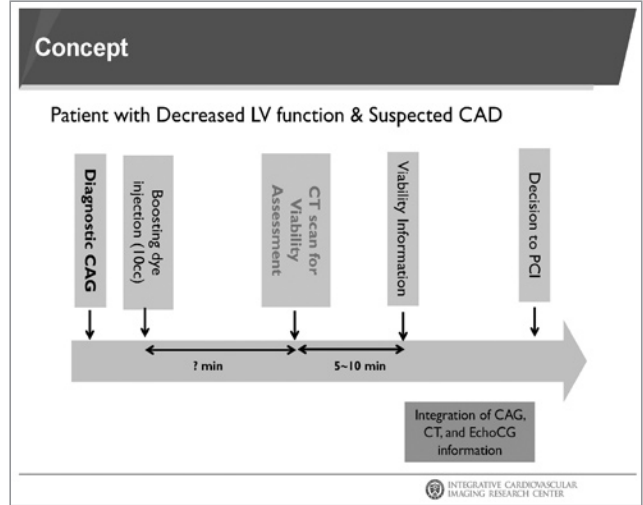 Concept
Patient with Decreased LV function & Suspected CAD
Diagnostic CAG
Boosting dye
injection (10cc)
CT scan for
Viability
Assessment
Viability Information
Decision to PCI
? min
5~10 min
Integration of CAG,
CT, and EchoCG
information
INTEGRATIVE CARDIOVASCULAR
IMAGING RESEARCH CENTER